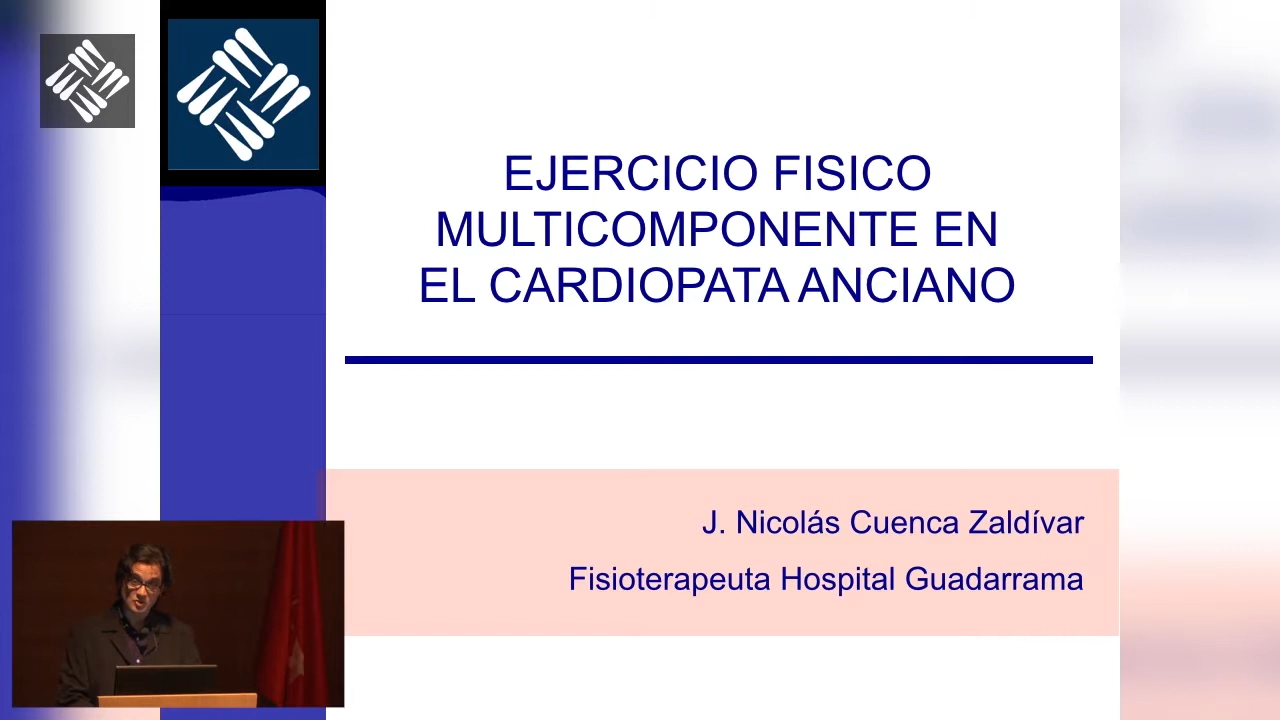 EJERCICIO FISICO
MULTICOMPONENTE EN
EL CARDIOPATA ANCIANO
J. Nicolás Cuenca Zaldívar
Fisioterapeuta Hospital Guadarrama